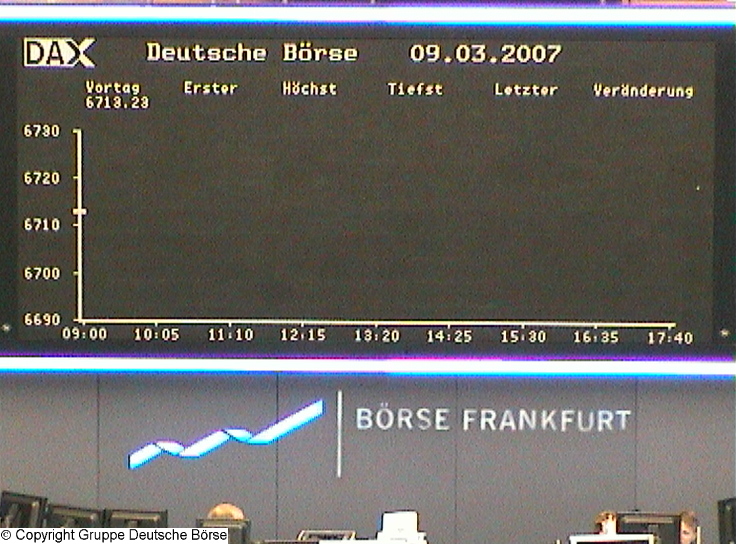 DAX Deutsche Börse 09.03.2007
Vortag Erster Höchst Tiefst Letzter Veränderung
6713.23
6730
6720
6710
6700
6690
09:00 10:05 11:10 12:15 13:20 14:25 15:30 16:35 17:40
BÖRSE FRANKFURT
© Copyright Gruppe Deutsche Börse